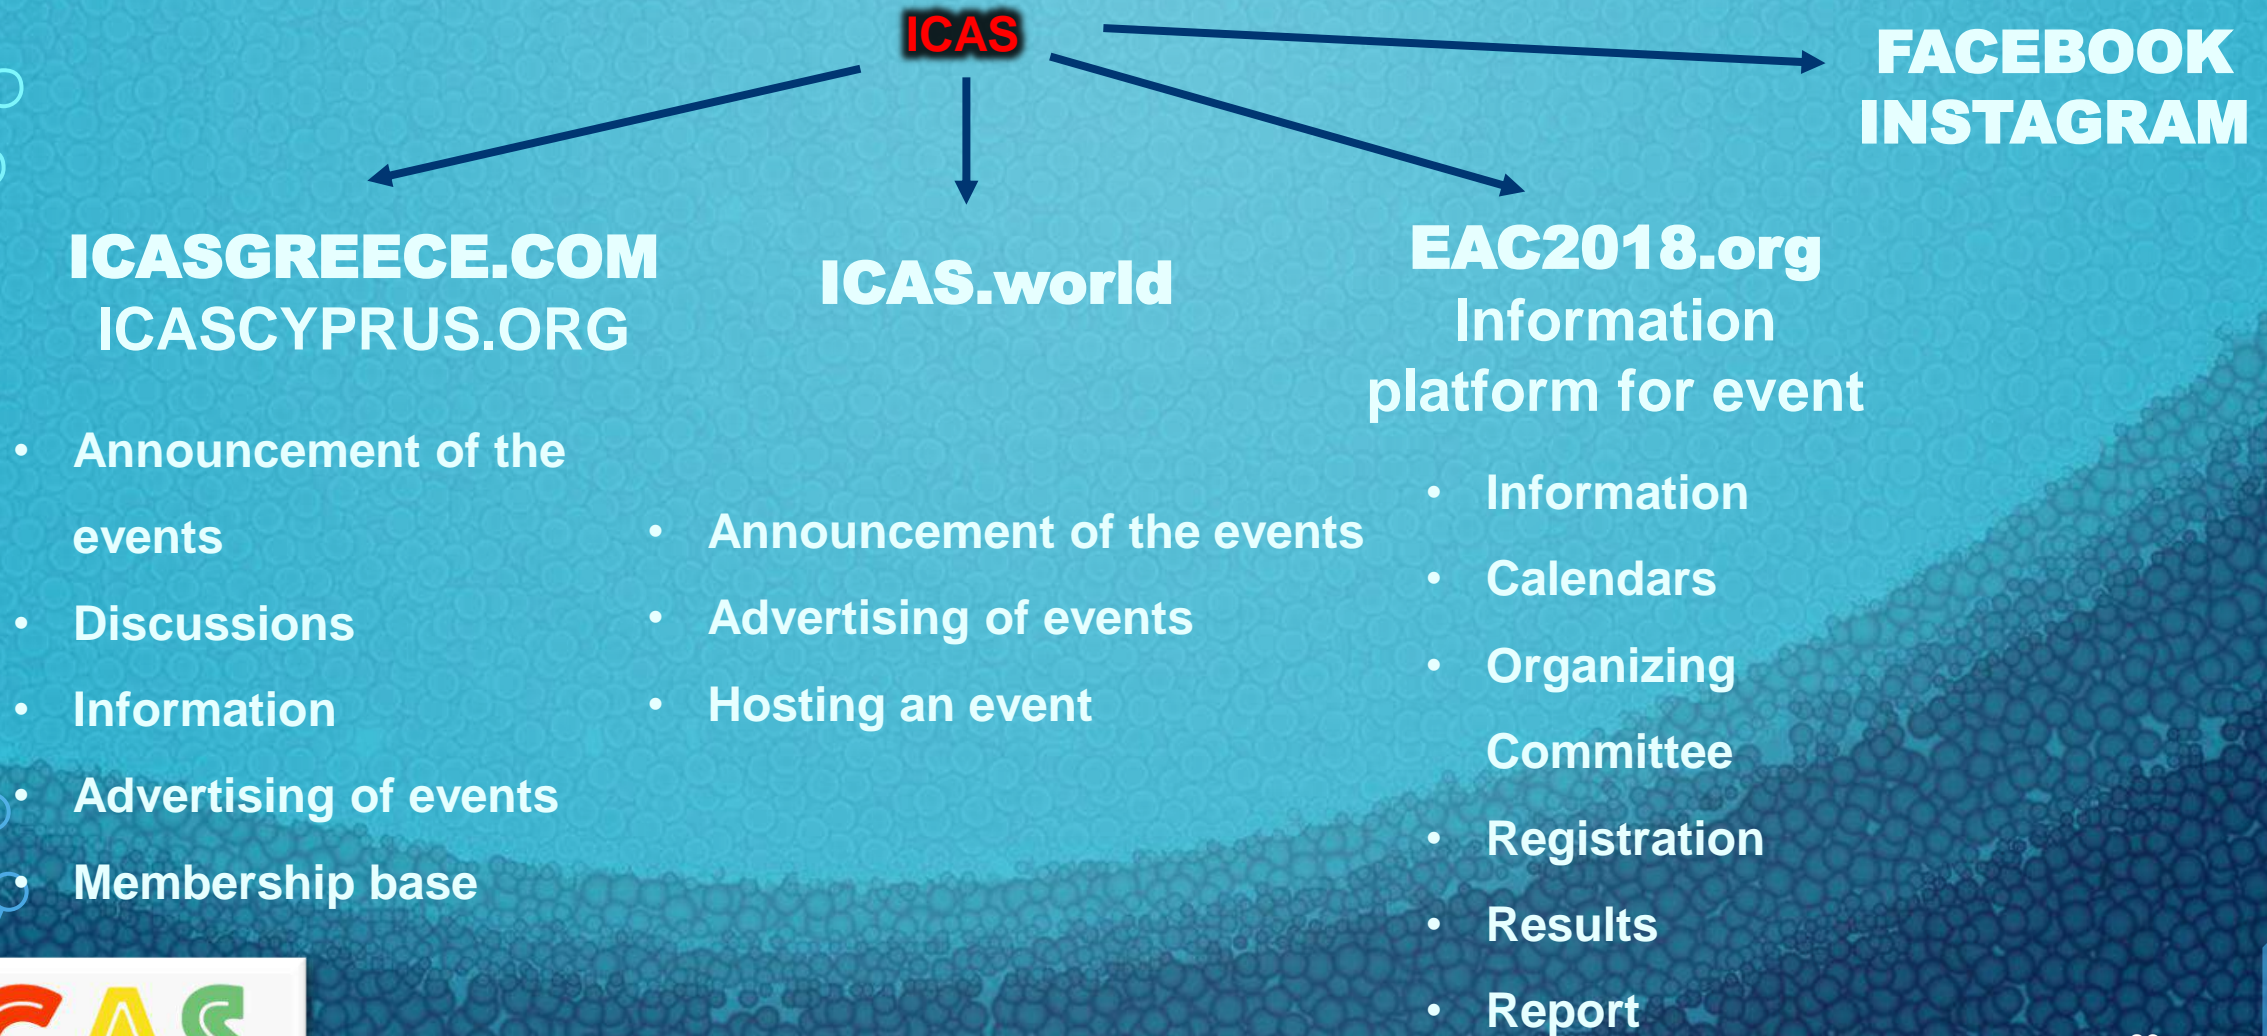 ICAS
FACEBOOK
INSTAGRAM
ICASGREECE.COM
ICASCYPRUS.ORG
• Announcement of the
events
• Discussions
• Information
• Advertising of events
• Membership base
ICAS.world
• Announcement of the events
• Advertising of events
• Hosting an event
EAC2018.org
Information
platform for event
• Information
• Calendars
• Organizing
Committee
• Registration
• Results
• Report
CAS